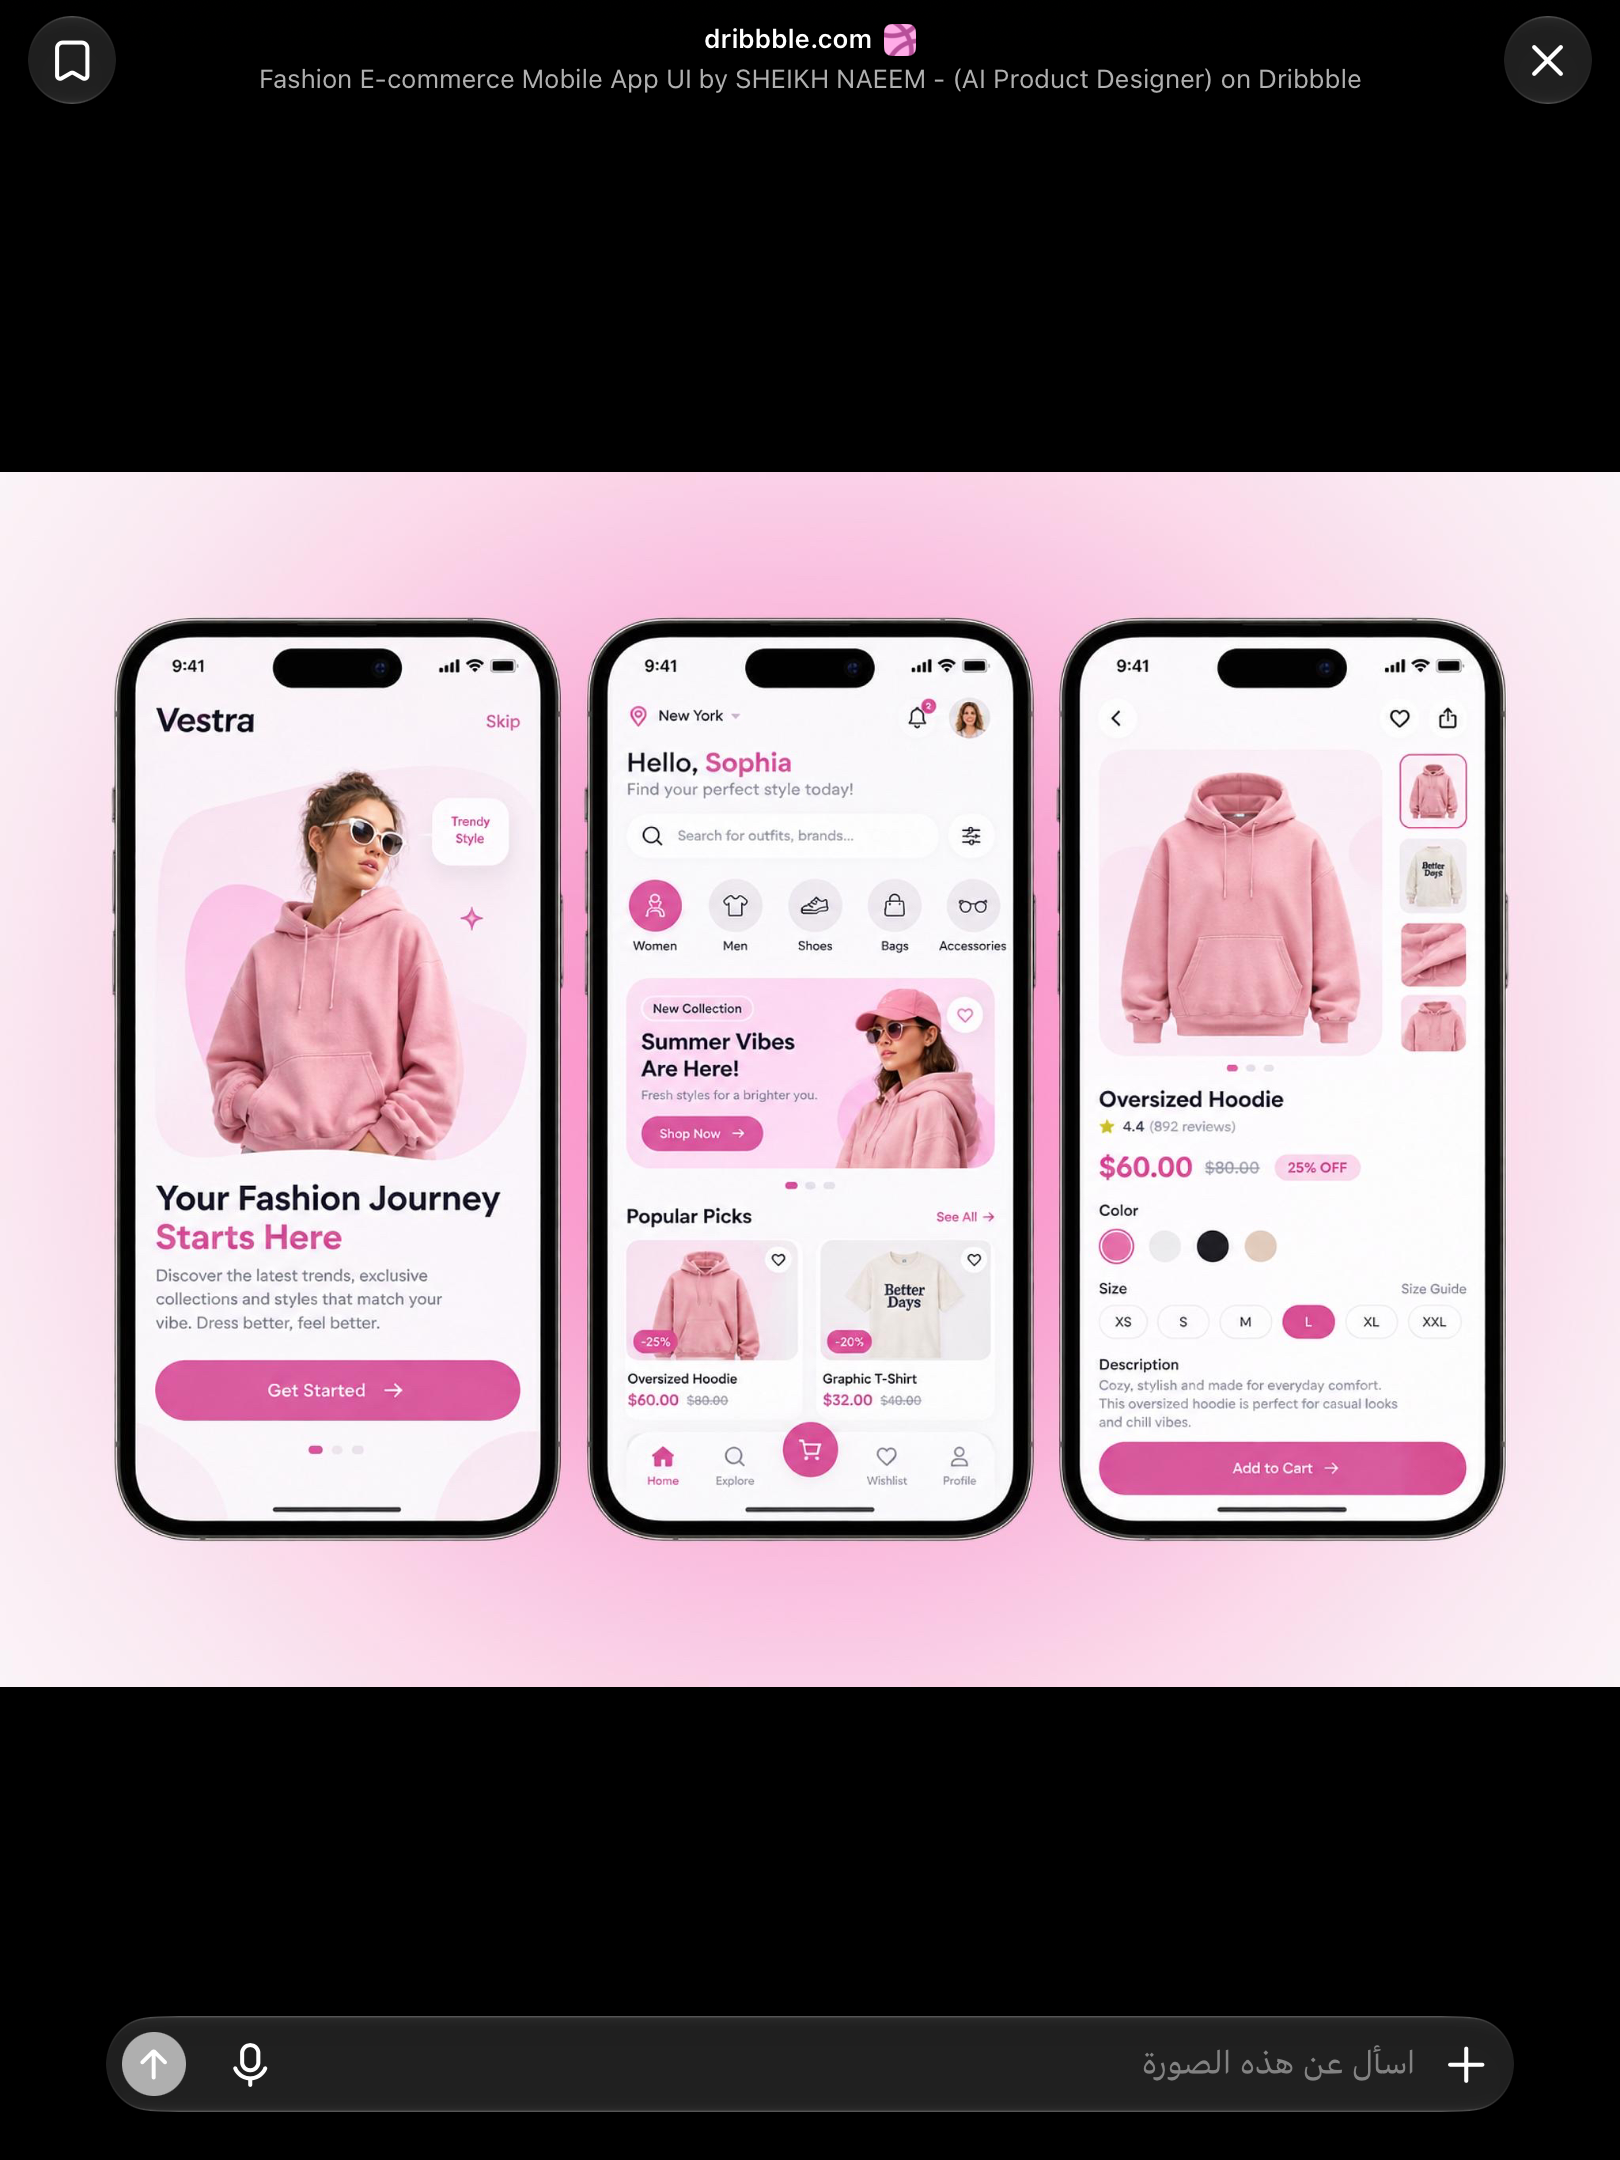 dribbble.com
Fashion E-commerce Mobile App UI by SHEIKH NAEEM - (AI Product Designer) on Dribbble
9:41
Vestra
Skip
Trendy
Style
Your Fashion Journey
Starts Here
Discover the latest trends, exclusive
collections and styles that match your
vibe. Dress better, feel better.
Get Started
9:41
New York
2
Hello, Sophia
Find your perfect style today!
Search for outfits, brands...
Women
Men
Shoes
Bags
Accessories
New Collection
Summer Vibes
Are Here!
Fresh styles for a brighter you.
Shop Now
Popular Picks
See All
-25%
Oversized Hoodie
$60.00 $80.00
Better
Days
-20%
Graphic T-Shirt
$32.00 $40.00
Home
Explore
Wishlist
Profile
9:41
Better
Days
Oversized Hoodie
4.4 (892 reviews)
$60.00 $80.00 25% OFF
Color
Size
Size Guide
XS
S
M
L
XL
XXL
Description
Cozy, stylish and made for everyday comfort.
This oversized hoodie is perfect for casual looks
and chill vibes.
Add to Cart
اسأل عن هذه الصورة